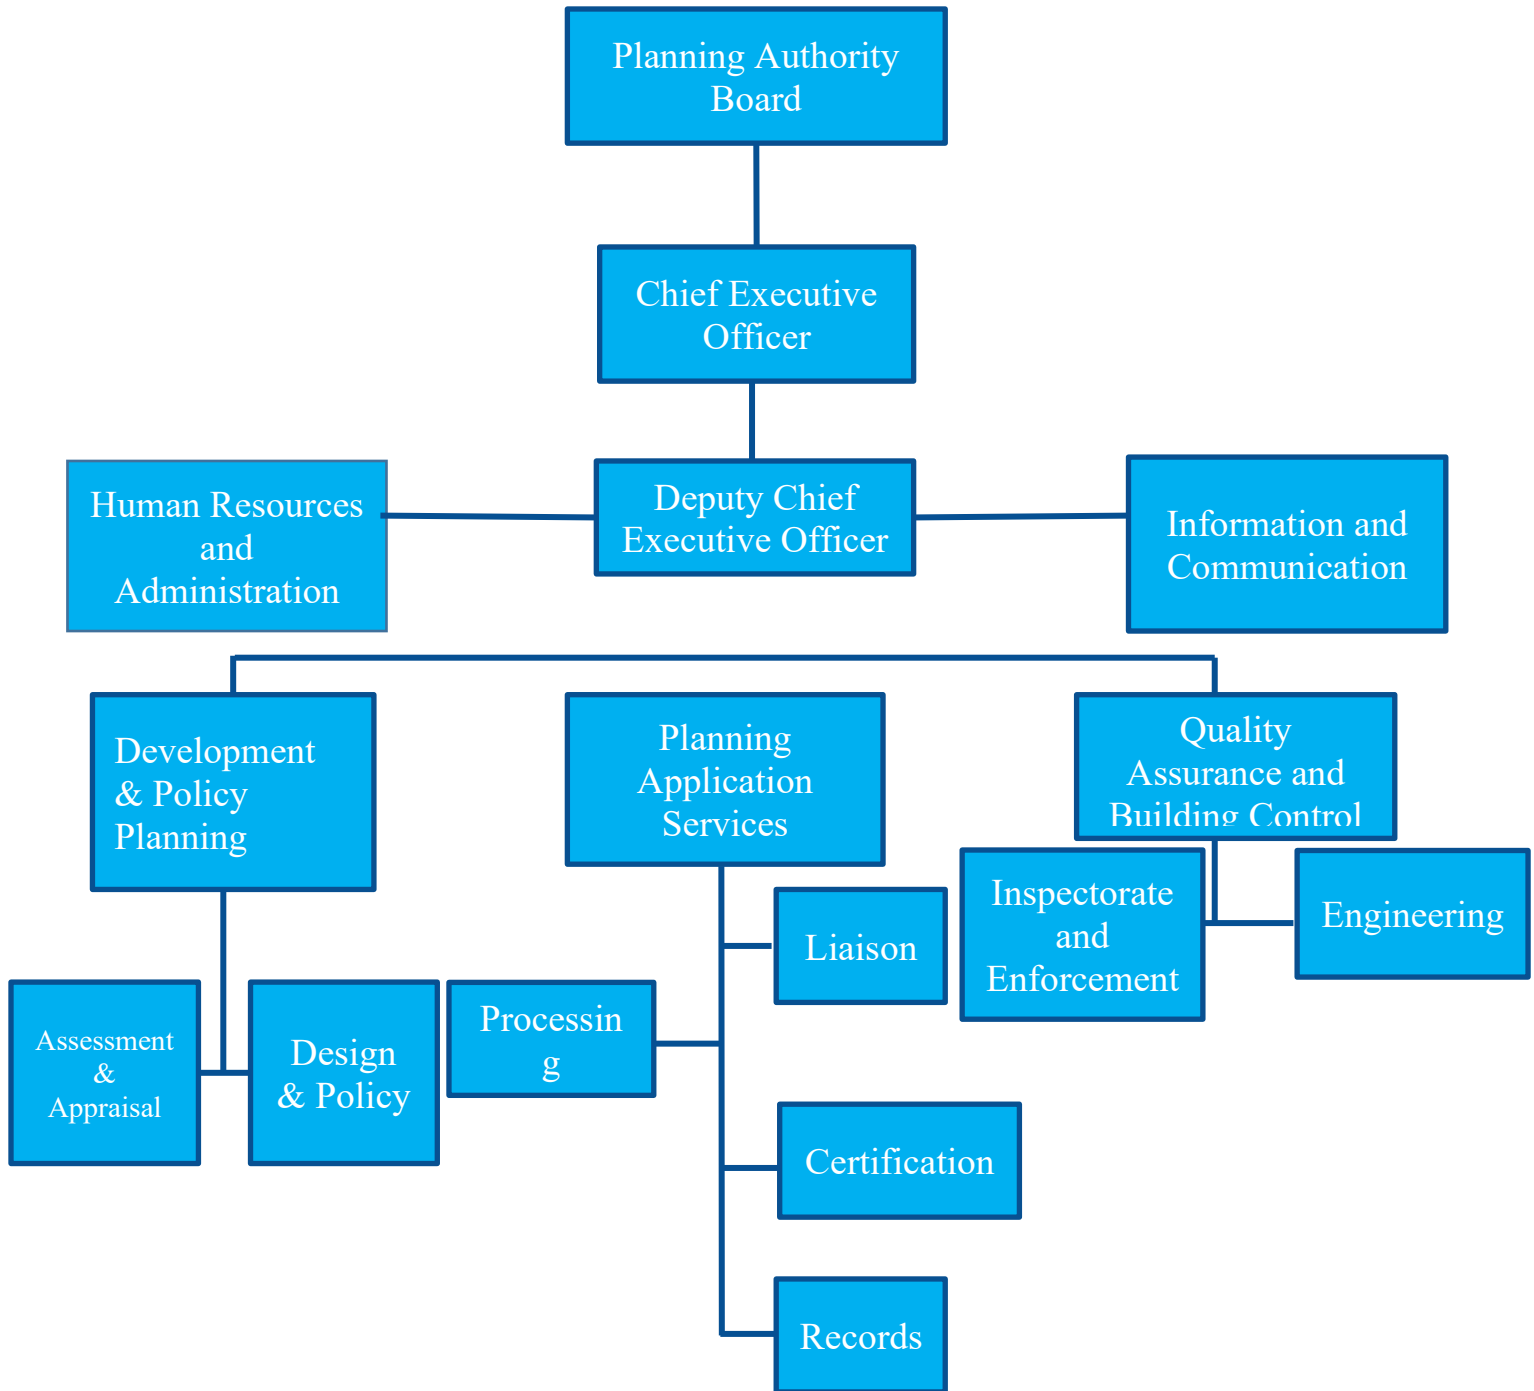 Planning Authority
Board
Chief Executive
Officer
Human Resources
and
Administration
Deputy Chief
Executive Officer
Information and
Communication
Development
& Policy
Planning
Planning
Application
Services
Quality
Assurance and
Building Control
Inspectorate
and
Enforcement
Engineering
Liaison
Assessment
&
Appraisal
Design
& Policy
Processin
g
Certification
Records